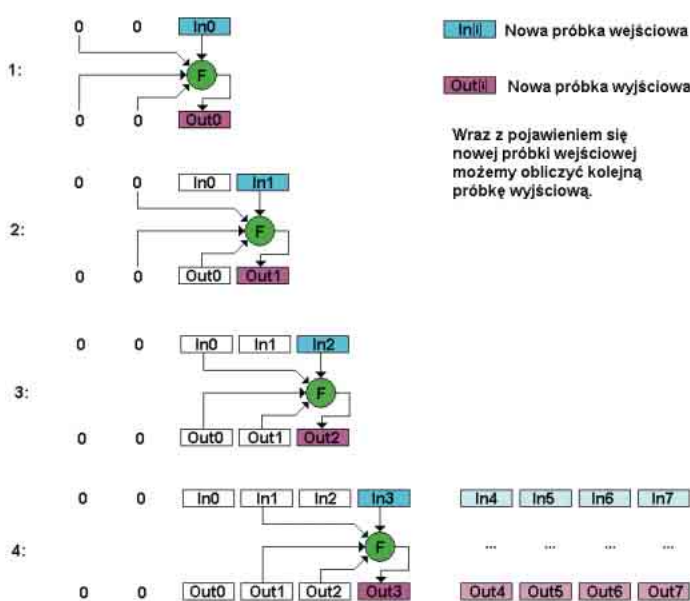 0 0 In0
1: F
0 0 Out0
In[i] Nowa próbka wejściowa
Out[i] Nowa próbka wyjściowa
Wraz z pojawieniem się
nowej próbki wejściowej
możemy obliczyć kolejną
próbkę wyjściową.
0 0 In0 In1
2: F
0 0 Out0 Out1
0 0 In0 In1 In2
3: F
0 0 Out0 Out1 Out2
0 0 In0 In1 In2 In3 In4 In5 In6 In7
4: F ... ... ... ...
0 0 Out0 Out1 Out2 Out3 Out4 Out5 Out6 Out7